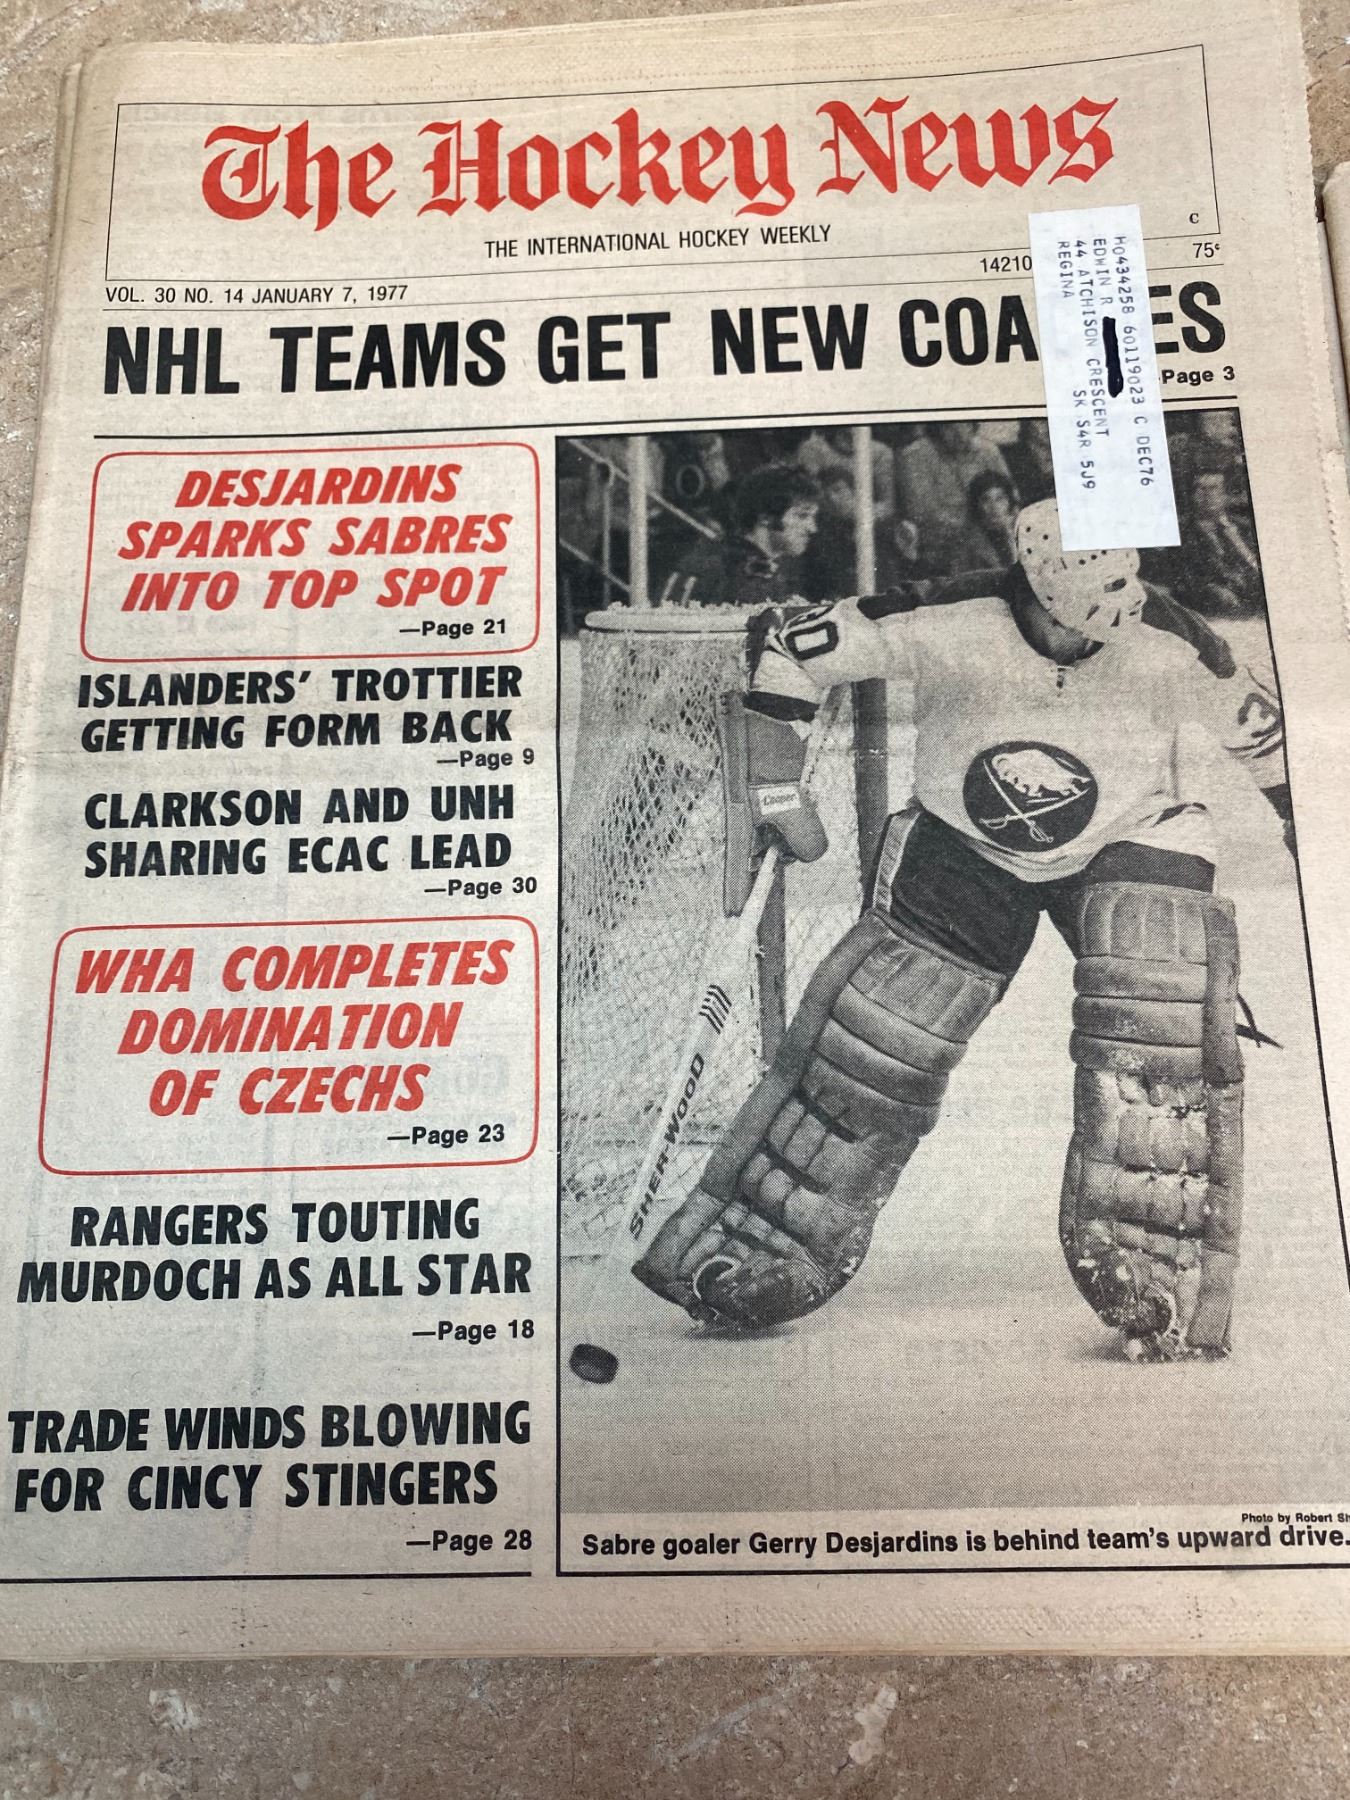 The Hockey News
THE INTERNATIONAL HOCKEY WEEKLY
C
14210
75¢
VOL. 30 NO. 14 JANUARY 7, 1977
NHL TEAMS GET NEW COA ES
Page 3
H0434258 60119023 C DEC76
EDWIN R
44 ATCHISON CRESCENT
REGINA SK S4R 5J9
DESJARDINS
SPARKS SABRES
INTO TOP SPOT
—Page 21
ISLANDERS' TROTTIER
GETTING FORM BACK
—Page 9
CLARKSON AND UNH
SHARING ECAC LEAD
—Page 30
WHA COMPLETES
DOMINATION
OF CZECHS
—Page 23
RANGERS TOUTING
MURDOCH AS ALL STAR
—Page 18
TRADE WINDS BLOWING
FOR CINCY STINGERS
—Page 28
Cooper
SHER-WOOD
Photo by Robert
Sabre goaler Gerry Desjardins is behind team's upward drive.